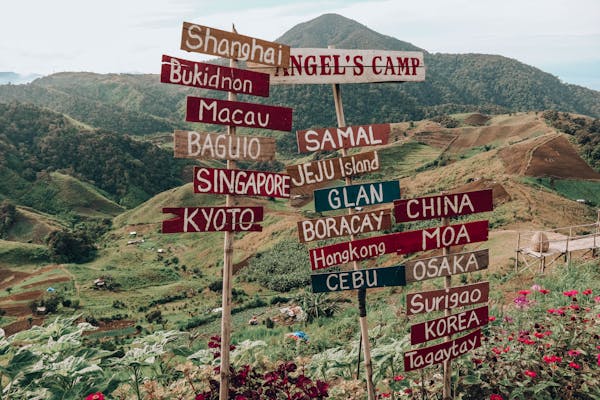 Shanghai
Bukidnon
Macau
BAGUIO
SINGAPORE
KYOTO
ANGEL'S CAMP
SAMAL
JEJU Island
GLAN
BORACAY
Hongkong
CEBU
CHINA
MOA
OSAKA
Surigao
KOREA
Tagaytay